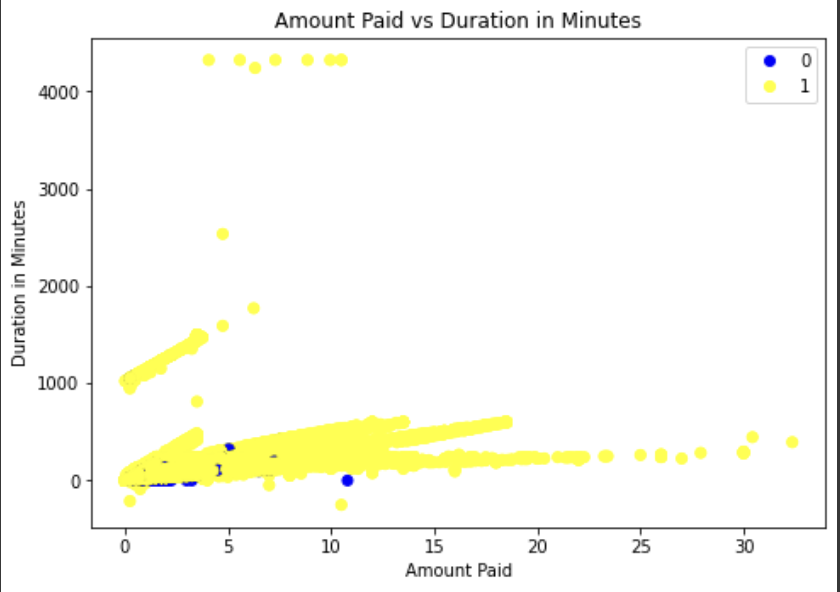 Amount Paid vs Duration in Minutes
0
1
4000
3000
2000
1000
0
Duration in Minutes
0 5 10 15 20 25 30
Amount Paid